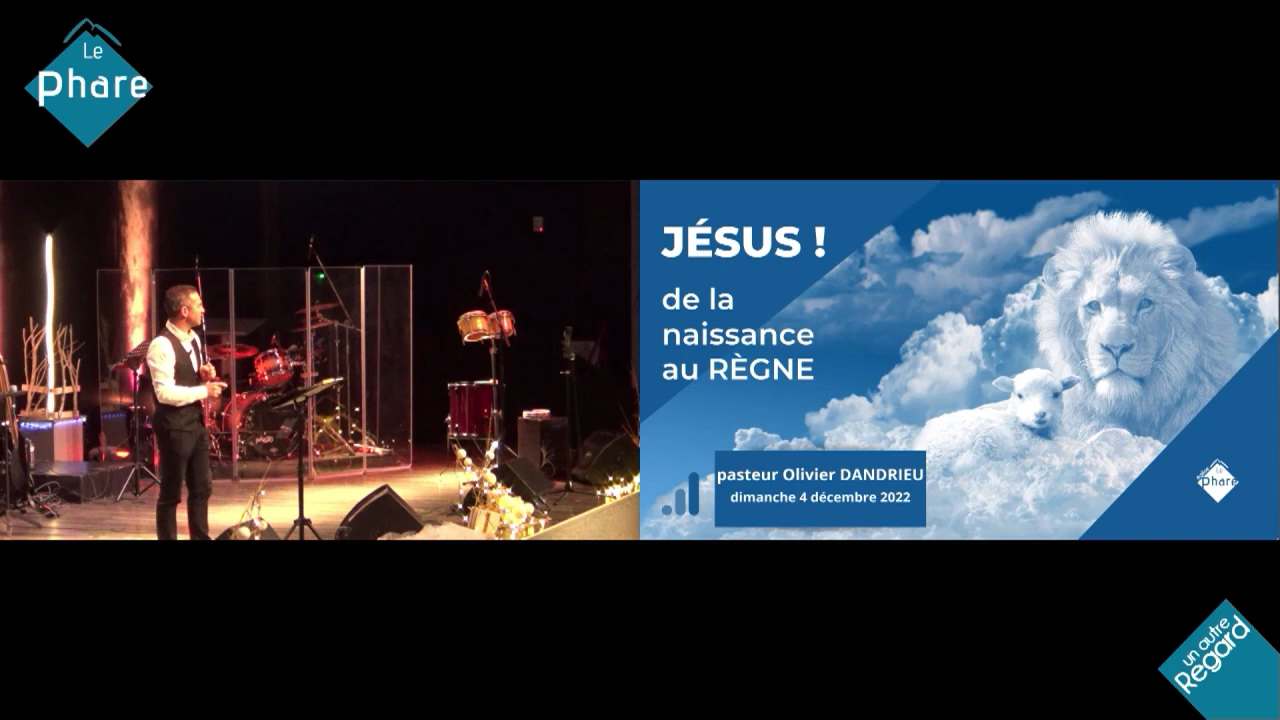 Le
Phare
JÉSUS !
de la
naissance
au RÈGNE
pasteur Olivier DANDRIEU
dimanche 4 décembre 2022
Le
Phare
un autre
Regard